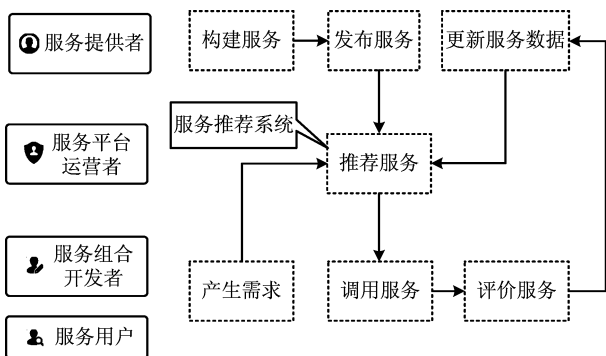 服务提供者
构建服务
发布服务
更新服务数据
服务推荐系统
服务平台
运营者
推荐服务
服务组合
开发者
产生需求
调用服务
评价服务
服务用户